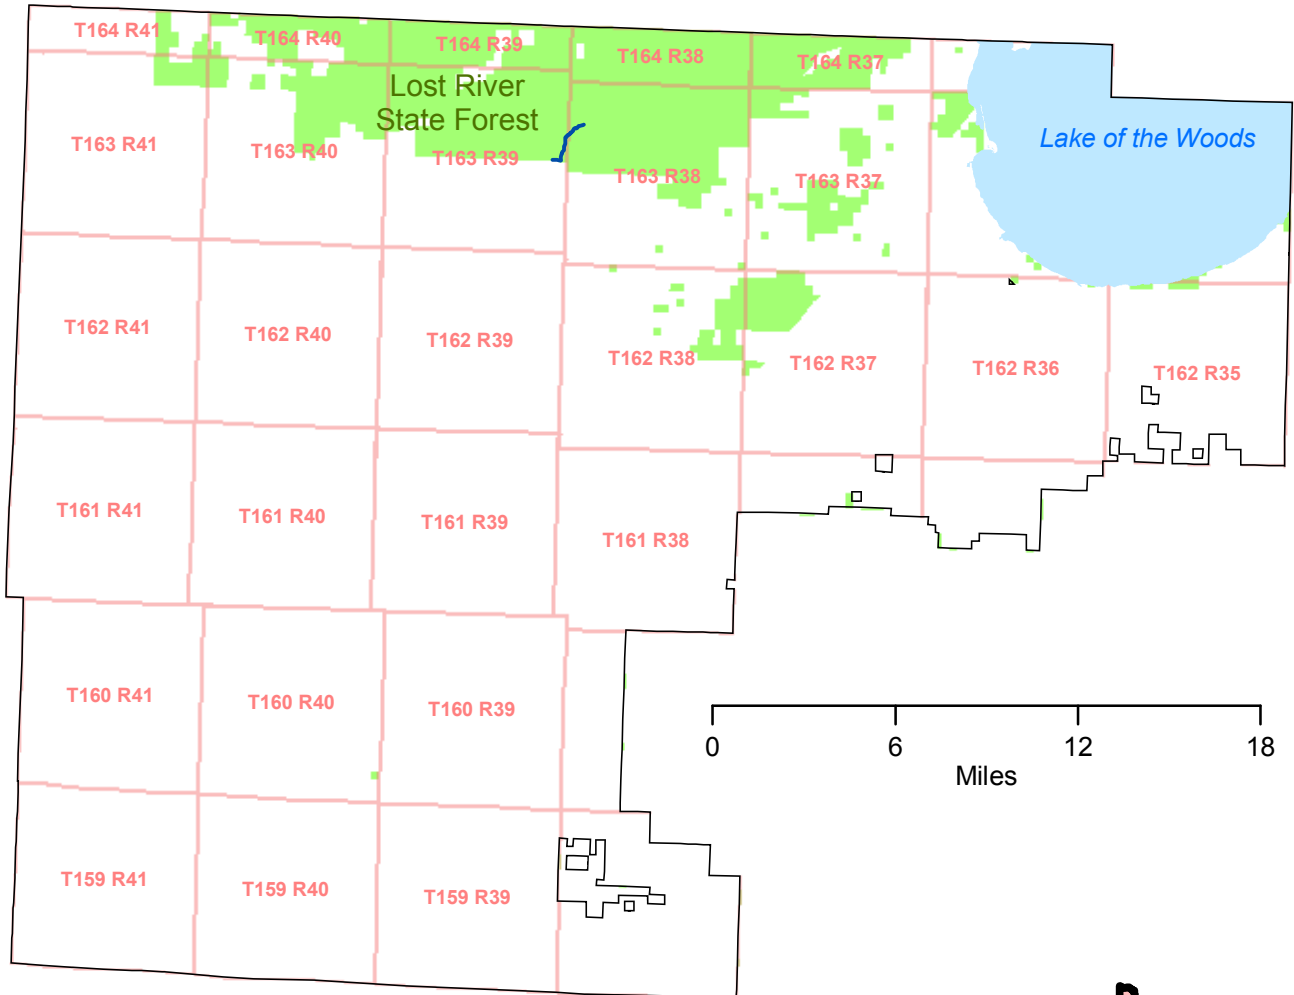 T164 R41
T164 R40
T164 R39
T164 R38
T164 R37
Lost River
State Forest
Lake of the Woods
T163 R41
T163 R40
T163 R39
T163 R38
T163 R37
T162 R41
T162 R40
T162 R39
T162 R38
T162 R37
T162 R36
T162 R35
T161 R41
T161 R40
T161 R39
T161 R38
T160 R41
T160 R40
T160 R39
0 6 12 18
Miles
T159 R41
T159 R40
T159 R39